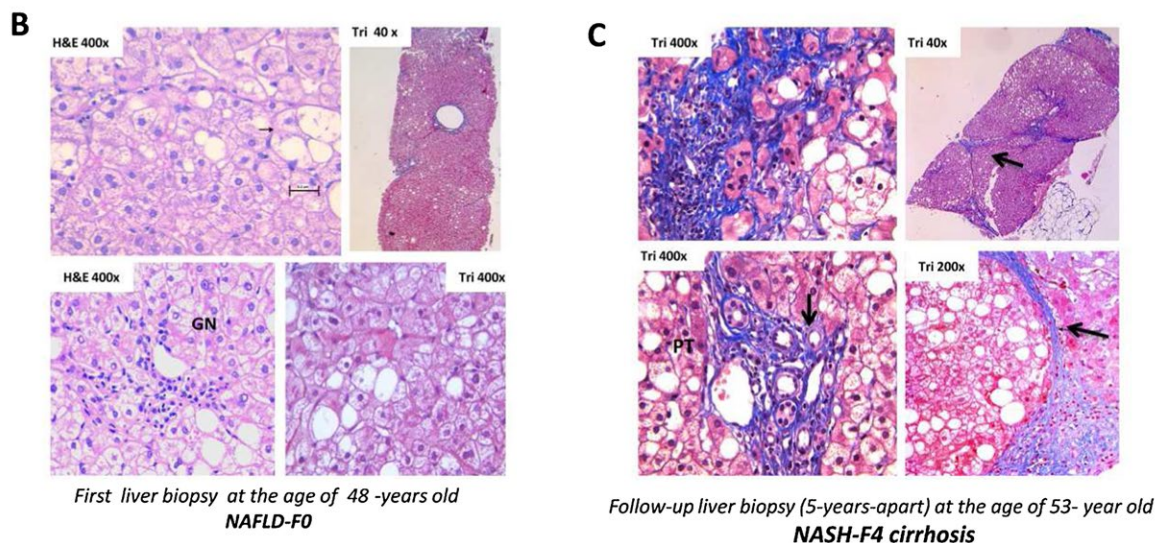 B
H&E 400x
Tri 40 x
H&E 400x
GN
Tri 400x
First liver biopsy at the age of 48 -years old
NAFLD-F0
C
Tri 400x
Tri 40x
Tri 400x
PT
Tri 200x
Follow-up liver biopsy (5-years-apart) at the age of 53- year old
NASH-F4 cirrhosis